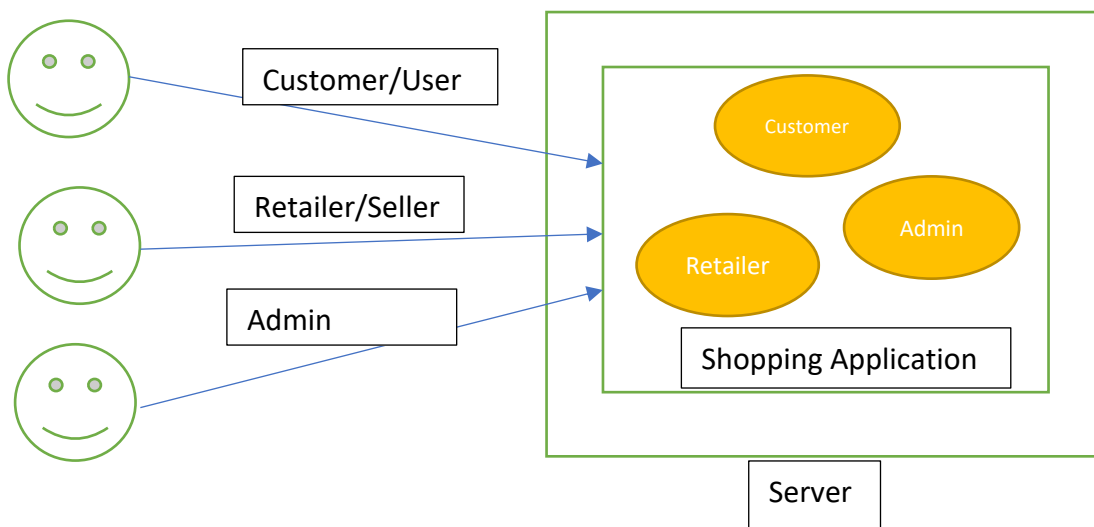 Customer/User
Customer
Retailer/Seller
Admin
Retailer
Admin
Shopping Application
Server